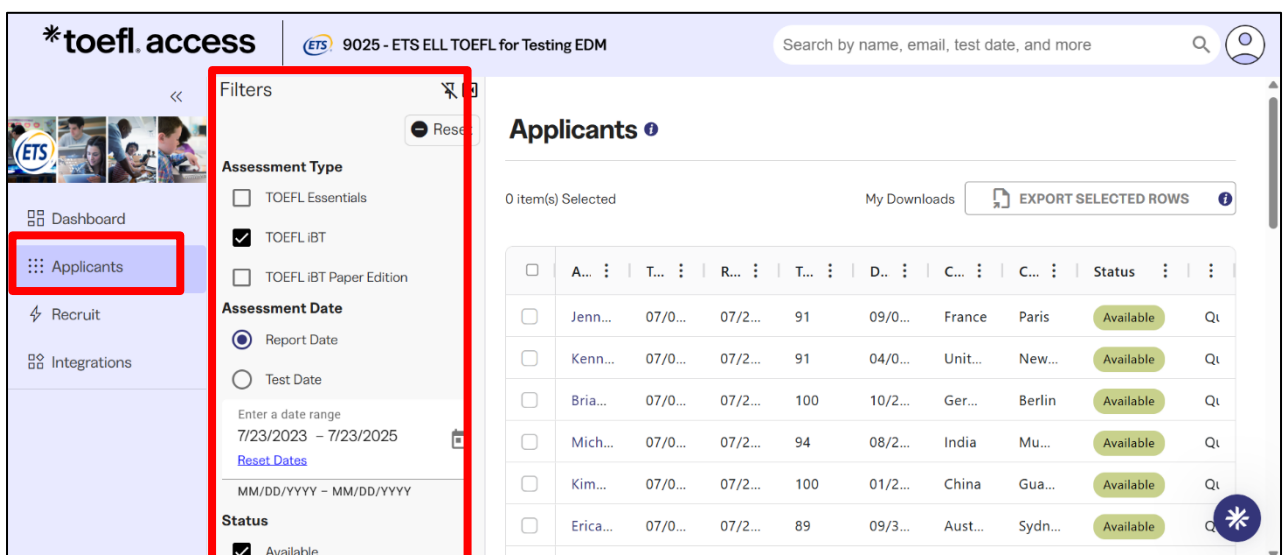 *toefl. access
ETS 9025 - ETS ELL TOEFL for Testing EDM
Search by name, email, test date, and more
ETS
Dashboard
Applicants
Recruit
Integrations
Filters
Reset
Assessment Type
TOEFL Essentials
TOEFL iBT
TOEFL iBT Paper Edition
Assessment Date
Report Date
Test Date
Enter a date range
7/23/2023 – 7/23/2025
Reset Dates
MM/DD/YYYY – MM/DD/YYYY
Status
Available
Applicants
0 item(s) Selected
My Downloads
EXPORT SELECTED ROWS
A... T... R... T... D.. C... C... Status
Jenn... 07/0... 07/2... 91 09/0... France Paris Available Qu
Kenn... 07/0... 07/2... 91 04/0... Unit... New... Available Qu
Bria... 07/0... 07/2... 100 10/2... Ger... Berlin Available Qu
Mich... 07/0... 07/2... 94 08/2... India Mu... Available Qu
Kim... 07/0... 07/2... 100 01/2... China Gua... Available Qu
Erica... 07/0... 07/2... 89 09/3... Aust... Sydn... Available